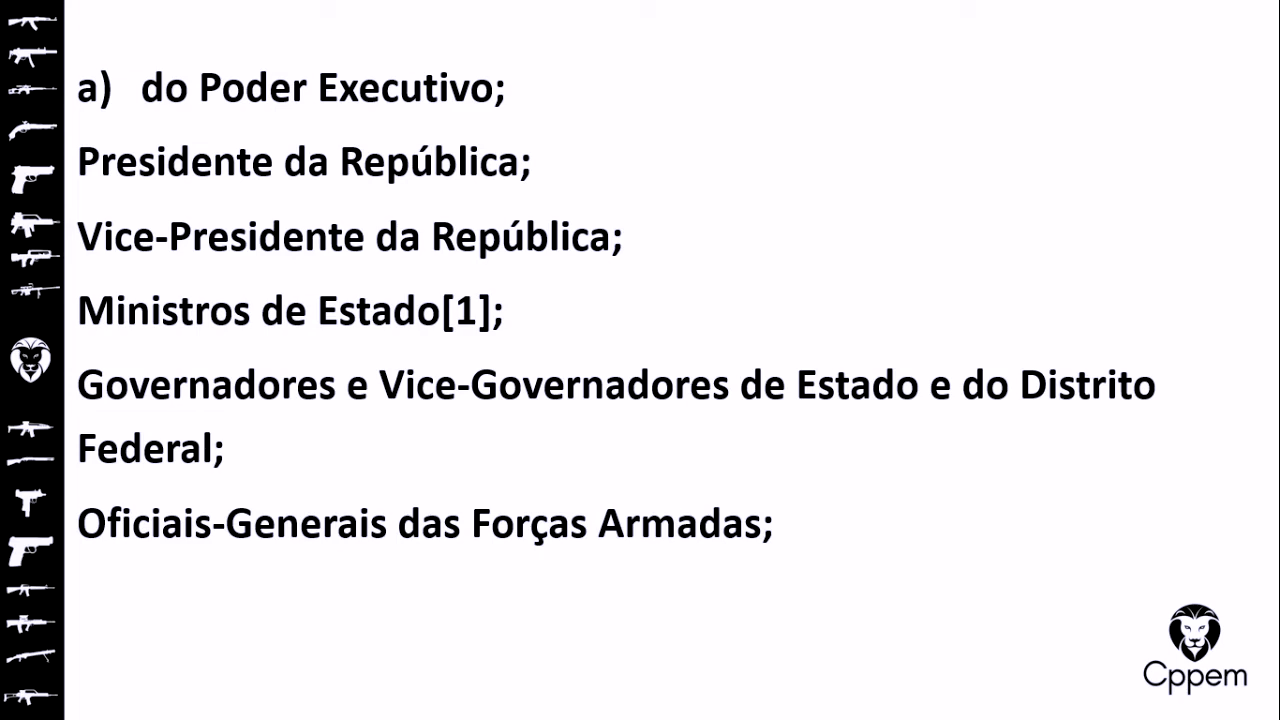 a) do Poder Executivo;
Presidente da República;
Vice-Presidente da República;
Ministros de Estado[1];
Governadores e Vice-Governadores de Estado e do Distrito
Federal;
Oficiais-Generais das Forças Armadas;
Cppem